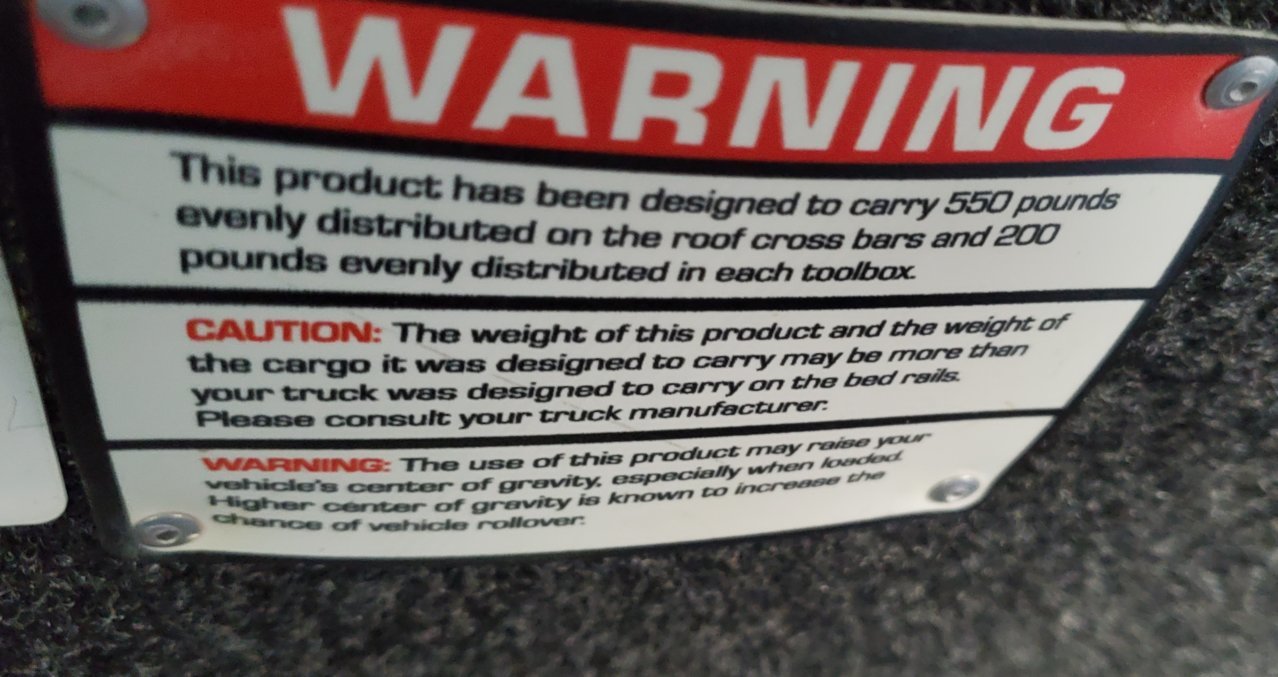 WARNING
This product has been designed to carry 550 pounds
evenly distributed on the roof cross bars and 200
pounds evenly distributed in each toolbox.
CAUTION: The weight of this product and the weight of
the cargo it was designed to carry may be more than
your truck was designed to carry on the bed rails.
Please consult your truck manufacturer.
WARNING: The use of this product may raise your
vehicle's center of gravity, especially when loaded.
Higher center of gravity is known to increase the
chance of vehicle rollover.